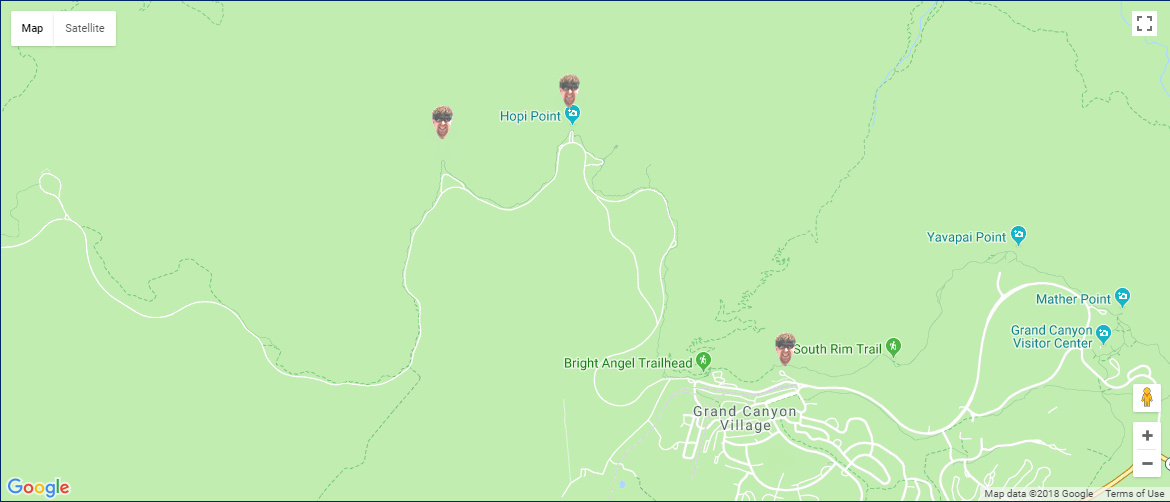 Map Satellite
Hopi Point
Yavapai Point
Mather Point
Grand Canyon
Visitor Center
South Rim Trail
Bright Angel Trailhead
Grand Canyon
Village
+
−
Google
Map data ©2018 Google Terms of Use